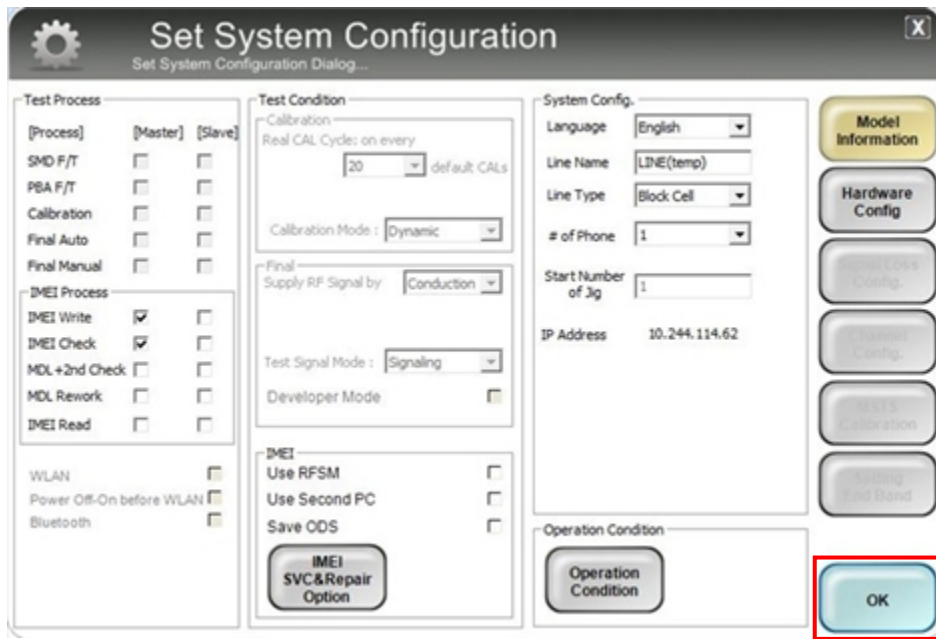 Set System Configuration
Set System Configuration Dialog...
X
Test Process
[Process] [Master] [Slave]
SMD F/T
PBA F/T
Calibration
Final Auto
Final Manual
IMEI Process
IMEI Write
IMEI Check
MDL+2nd Check
MDL Rework
IMEI Read
WLAN
Power Off-On before WLAN
Bluetooth
Test Condition
Calibration
Real CAL Cycle: on every
20 default CALs
Calibration Mode : Dynamic
Final
Supply RF Signal by Conduction
Test Signal Mode : Signaling
Developer Mode
IMEI
Use RFSM
Use Second PC
Save ODS
IMEI
SVC&Repair
Option
System Config.
Language English
Line Name LINE(temp)
Line Type Block Cell
# of Phone 1
Start Number
of Jig 1
IP Address 10.244.114.62
Operation Condition
Operation
Condition
Model
Information
Hardware
Config
Signal Loss
Config.
Channel
Config.
MSTS
Calibration
Setting
End Band
OK